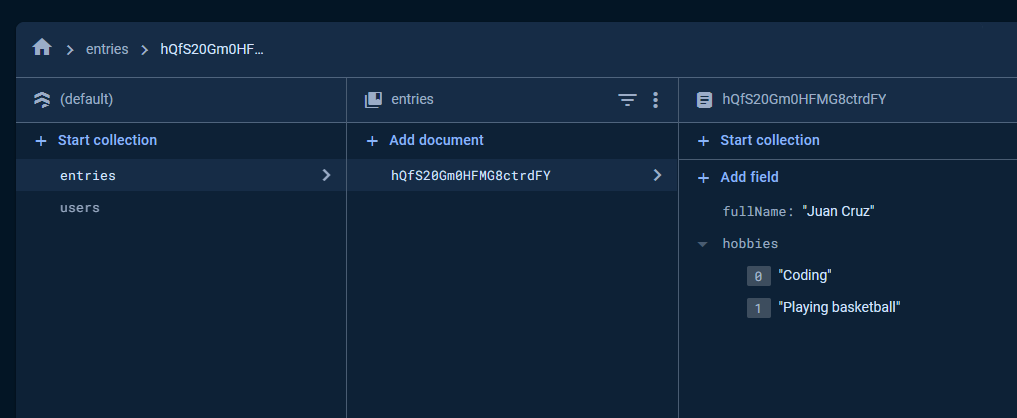 entries
hQfS20Gm0HF...
(default)
Start collection
entries
users
entries
Add document
hQfS20Gm0HFMG8ctrdFY
hQfS20Gm0HFMG8ctrdFY
Start collection
Add field
fullName: "Juan Cruz"
hobbies
0 "Coding"
1 "Playing basketball"